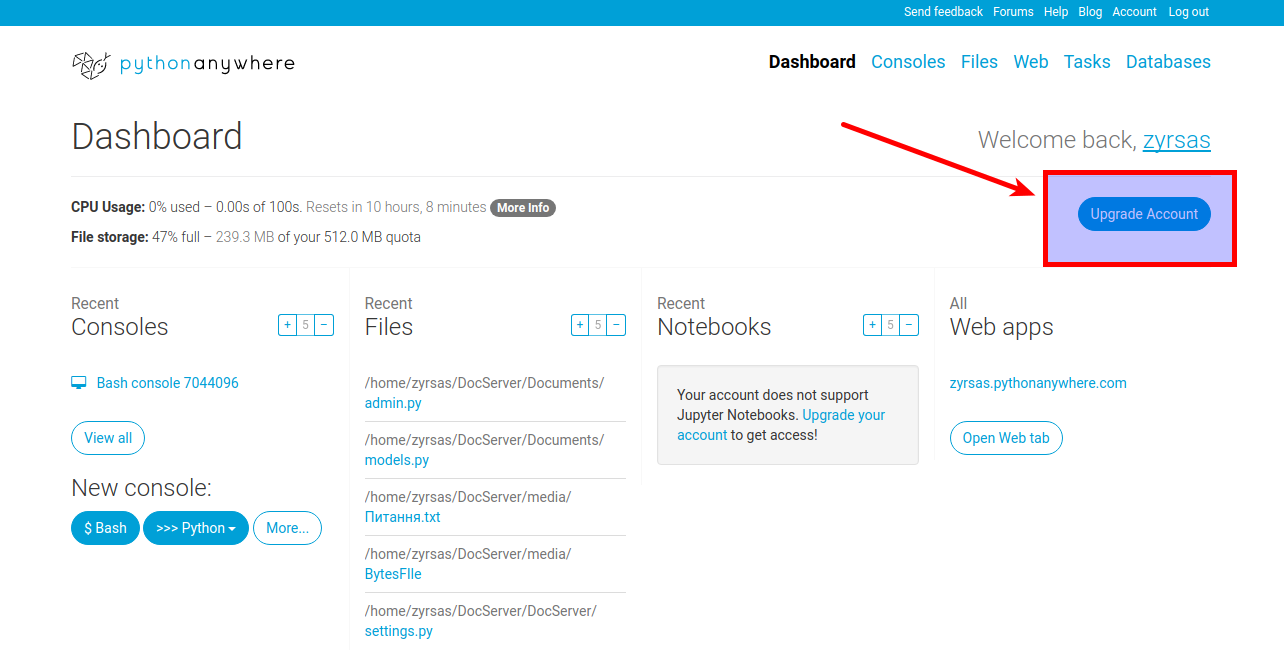 Send feedback Forums Help Blog Account Log out
pythonanywhere
Dashboard Consoles Files Web Tasks Databases
Dashboard
Welcome back, zyrsas
CPU Usage: 0% used – 0.00s of 100s. Resets in 10 hours, 8 minutes More Info
Upgrade Account
File storage: 47% full – 239.3 MB of your 512.0 MB quota
Recent
Consoles
+ 5 −
Bash console 7044096
View all
New console:
$ Bash
>>> Python
More...
Recent
Files
+ 5 −
/home/zyrsas/DocServer/Documents/
admin.py
/home/zyrsas/DocServer/Documents/
models.py
/home/zyrsas/DocServer/media/
Питання.txt
/home/zyrsas/DocServer/media/
BytesFIle
/home/zyrsas/DocServer/DocServer/
settings.py
Recent
Notebooks
+ 5 −
Your account does not support
Jupyter Notebooks. Upgrade your
account to get access!
All
Web apps
zyrsas.pythonanywhere.com
Open Web tab